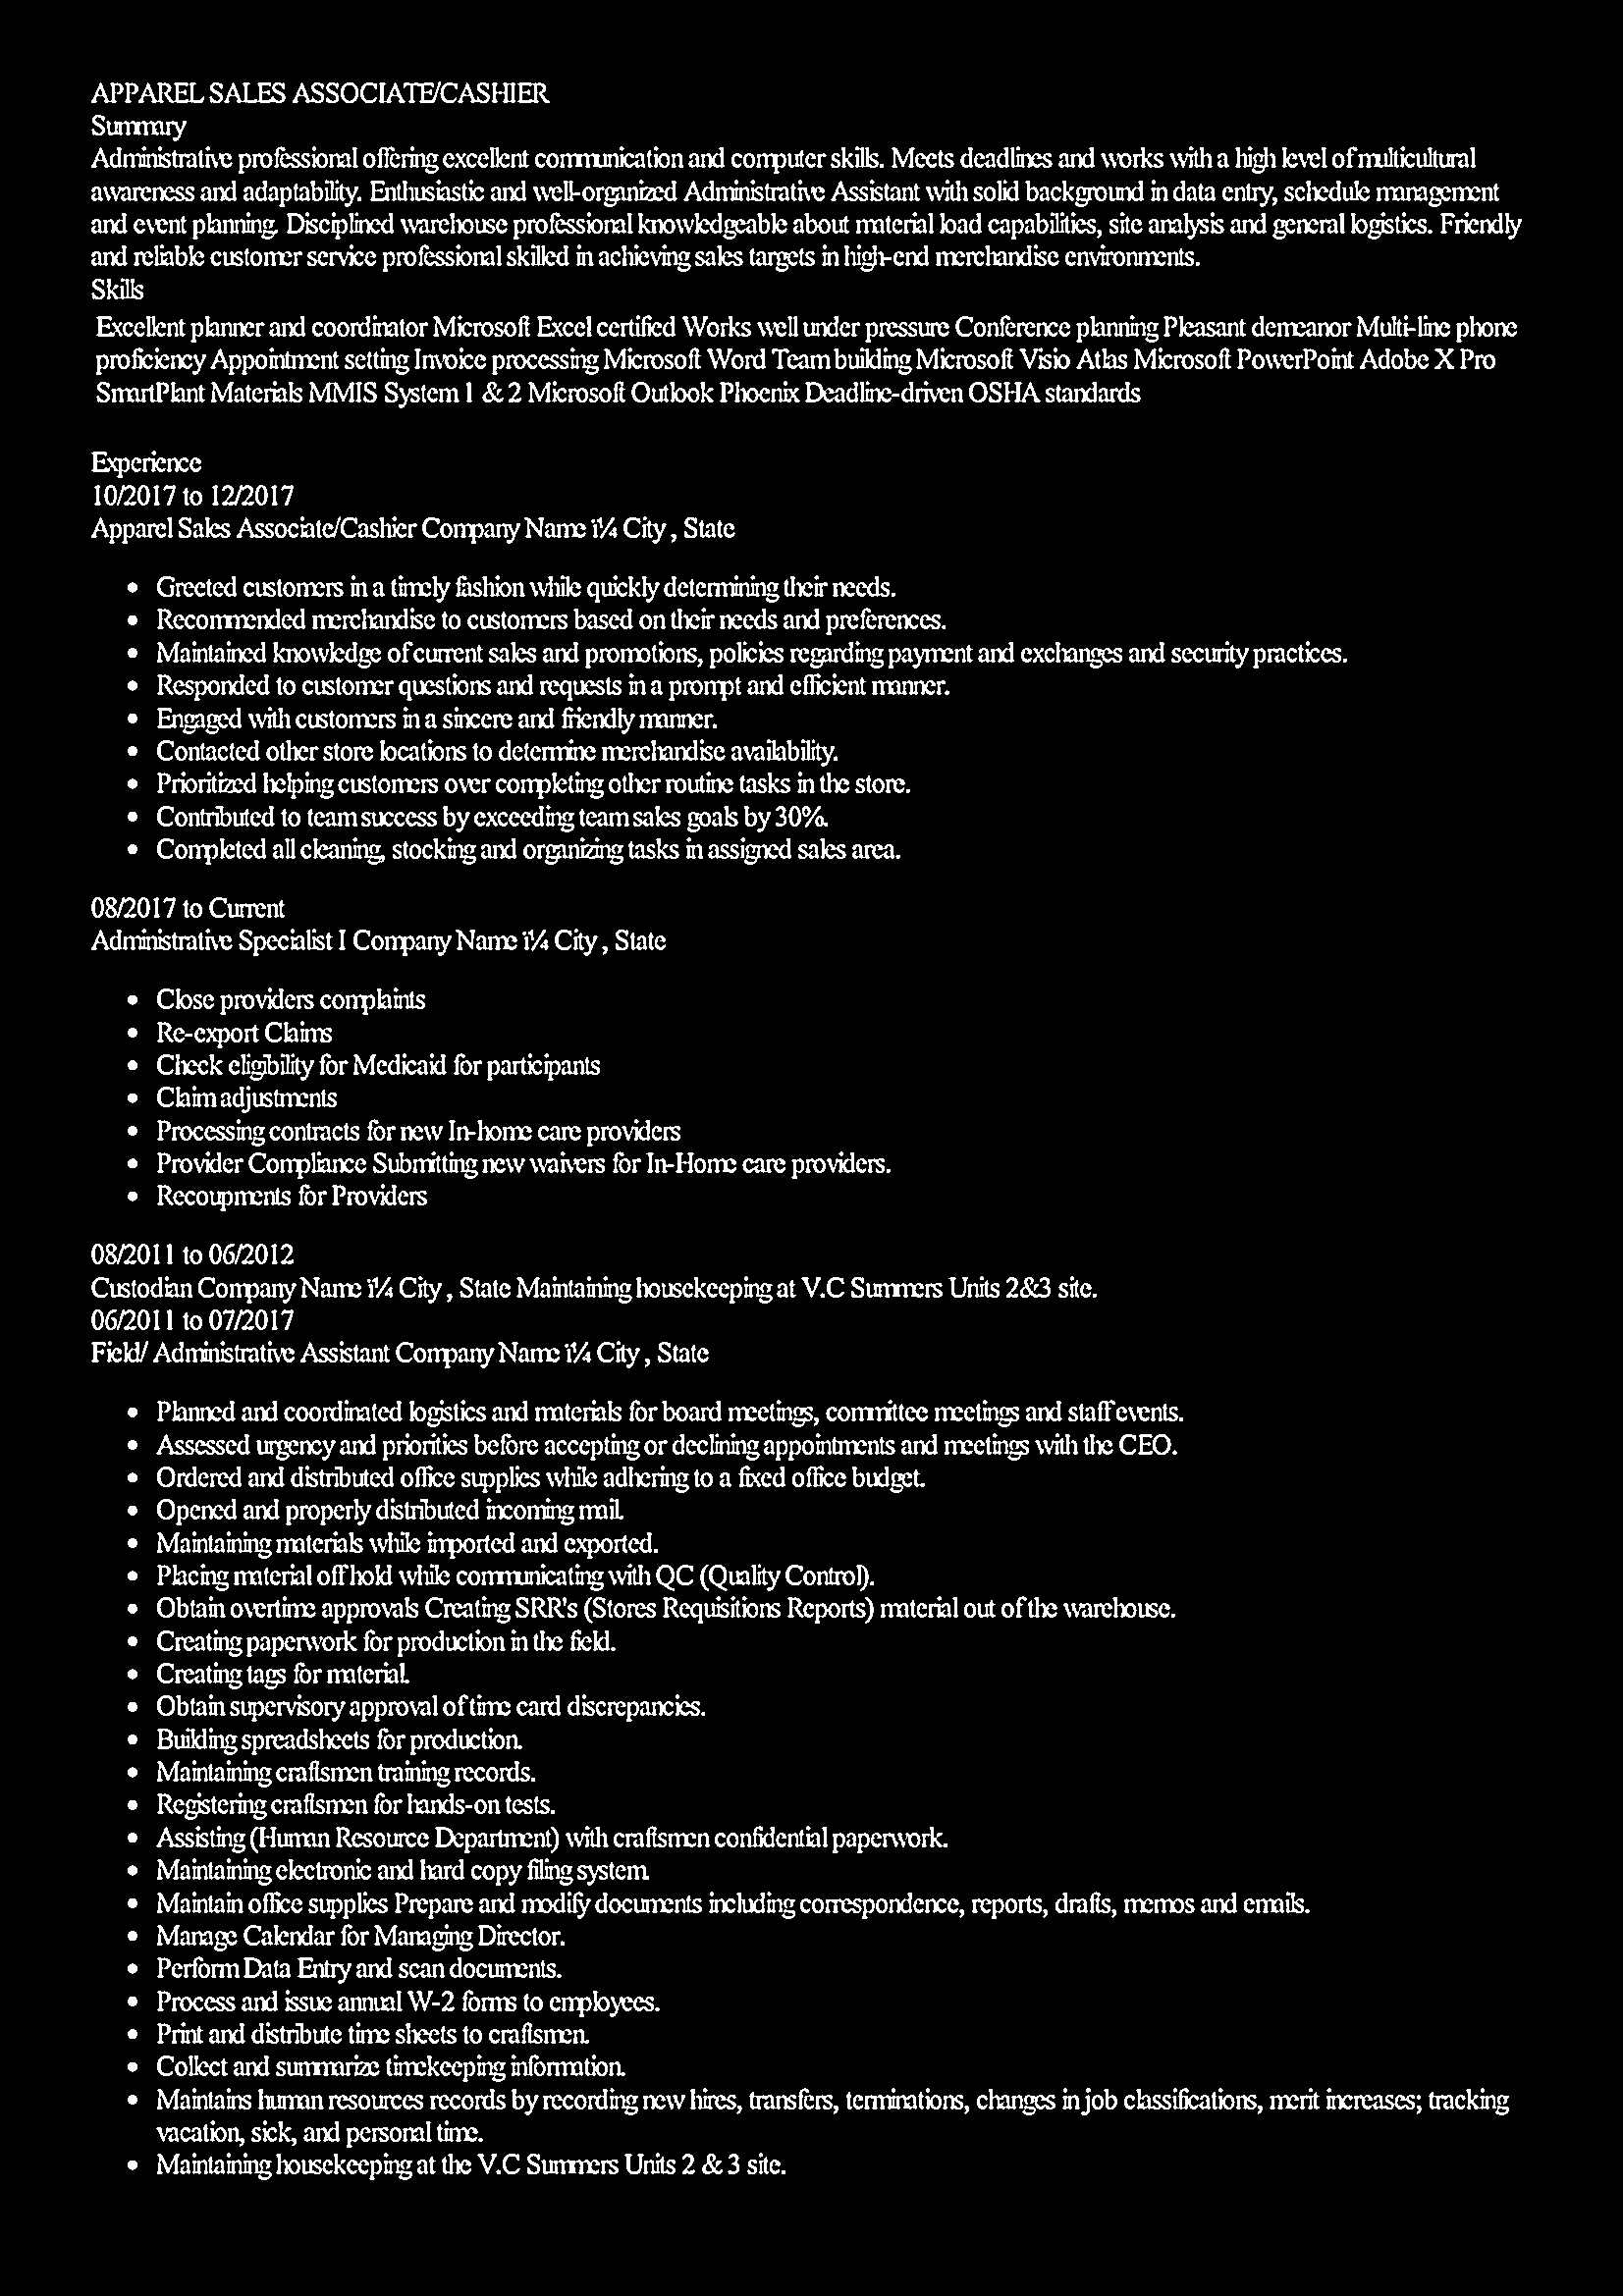 APPAREL SALES ASSOCIATE/CASHIER
Summary
Administrative professional offering excellent communication and computer skills. Meets deadlines and works with a high level of multicultural
awareness and adaptability. Enthusiastic and well-organized Administrative Assistant with solid background in data entry, schedule management
and event planning. Disciplined warehouse professional knowledgeable about material load capabilities, site analysis and general logistics. Friendly
and reliable customer service professional skilled in achieving sales targets in high-end merchandise environments.
Skills
Excellent planner and coordinator Microsoft Excel certified Works well under pressure Conference planning Pleasant demeanor Multi-line phone
proficiency Appointment setting Invoice processing Microsoft Word Team building Microsoft Visio Atlas Microsoft PowerPoint Adobe X Pro
SmartPlant Materials MMIS System 1 & 2 Microsoft Outlook Phoenix Deadline-driven OSHA standards
Experience
10/2017 to 12/2017
Apparel Sales Associate/Cashier Company Name ï¼ City , State
• Greeted customers in a timely fashion while quickly determining their needs.
• Recommended merchandise to customers based on their needs and preferences.
• Maintained knowledge of current sales and promotions, policies regarding payment and exchanges and security practices.
• Responded to customer questions and requests in a prompt and efficient manner.
• Engaged with customers in a sincere and friendly manner.
• Contacted other store locations to determine merchandise availability.
• Prioritized helping customers over completing other routine tasks in the store.
• Contributed to team success by exceeding team sales goals by 30%.
• Completed all cleaning, stocking and organizing tasks in assigned sales area.
08/2017 to Current
Administrative Specialist I Company Name ï¼ City , State
• Close providers complaints
• Re-export Claims
• Check eligibility for Medicaid for participants
• Claim adjustments
• Processing contracts for new In-home care providers
• Provider Compliance Submitting new waivers for In-Home care providers.
• Recoupments for Providers
08/2011 to 06/2012
Custodian Company Name ï¼ City , State Maintaining housekeeping at V.C Summers Units 2&3 site.
06/2011 to 07/2017
Field/ Administrative Assistant Company Name ï¼ City , State
• Planned and coordinated logistics and materials for board meetings, committee meetings and staff events.
• Assessed urgency and priorities before accepting or declining appointments and meetings with the CEO.
• Ordered and distributed office supplies while adhering to a fixed office budget.
• Opened and properly distributed incoming mail.
• Maintaining materials while imported and exported.
• Placing material off hold while communicating with QC (Quality Control).
• Obtain overtime approvals Creating SRR's (Stores Requisitions Reports) material out of the warehouse.
• Creating paperwork for production in the field.
• Creating tags for material.
• Obtain supervisory approval of time card discrepancies.
• Building spreadsheets for production.
• Maintaining craftsmen training records.
• Registering craftsmen for hands-on tests.
• Assisting (Human Resource Department) with craftsmen confidential paperwork.
• Maintaining electronic and hard copy filing system.
• Maintain office supplies Prepare and modify documents including correspondence, reports, drafts, memos and emails.
• Manage Calendar for Managing Director.
• Perform Data Entry and scan documents.
• Process and issue annual W-2 forms to employees.
• Print and distribute time sheets to craftsmen.
• Collect and summarize timekeeping information.
• Maintains human resources records by recording new hires, transfers, terminations, changes in job classifications, merit increases; tracking
vacation, sick, and personal time.
• Maintaining housekeeping at the V.C Summers Units 2 & 3 site.